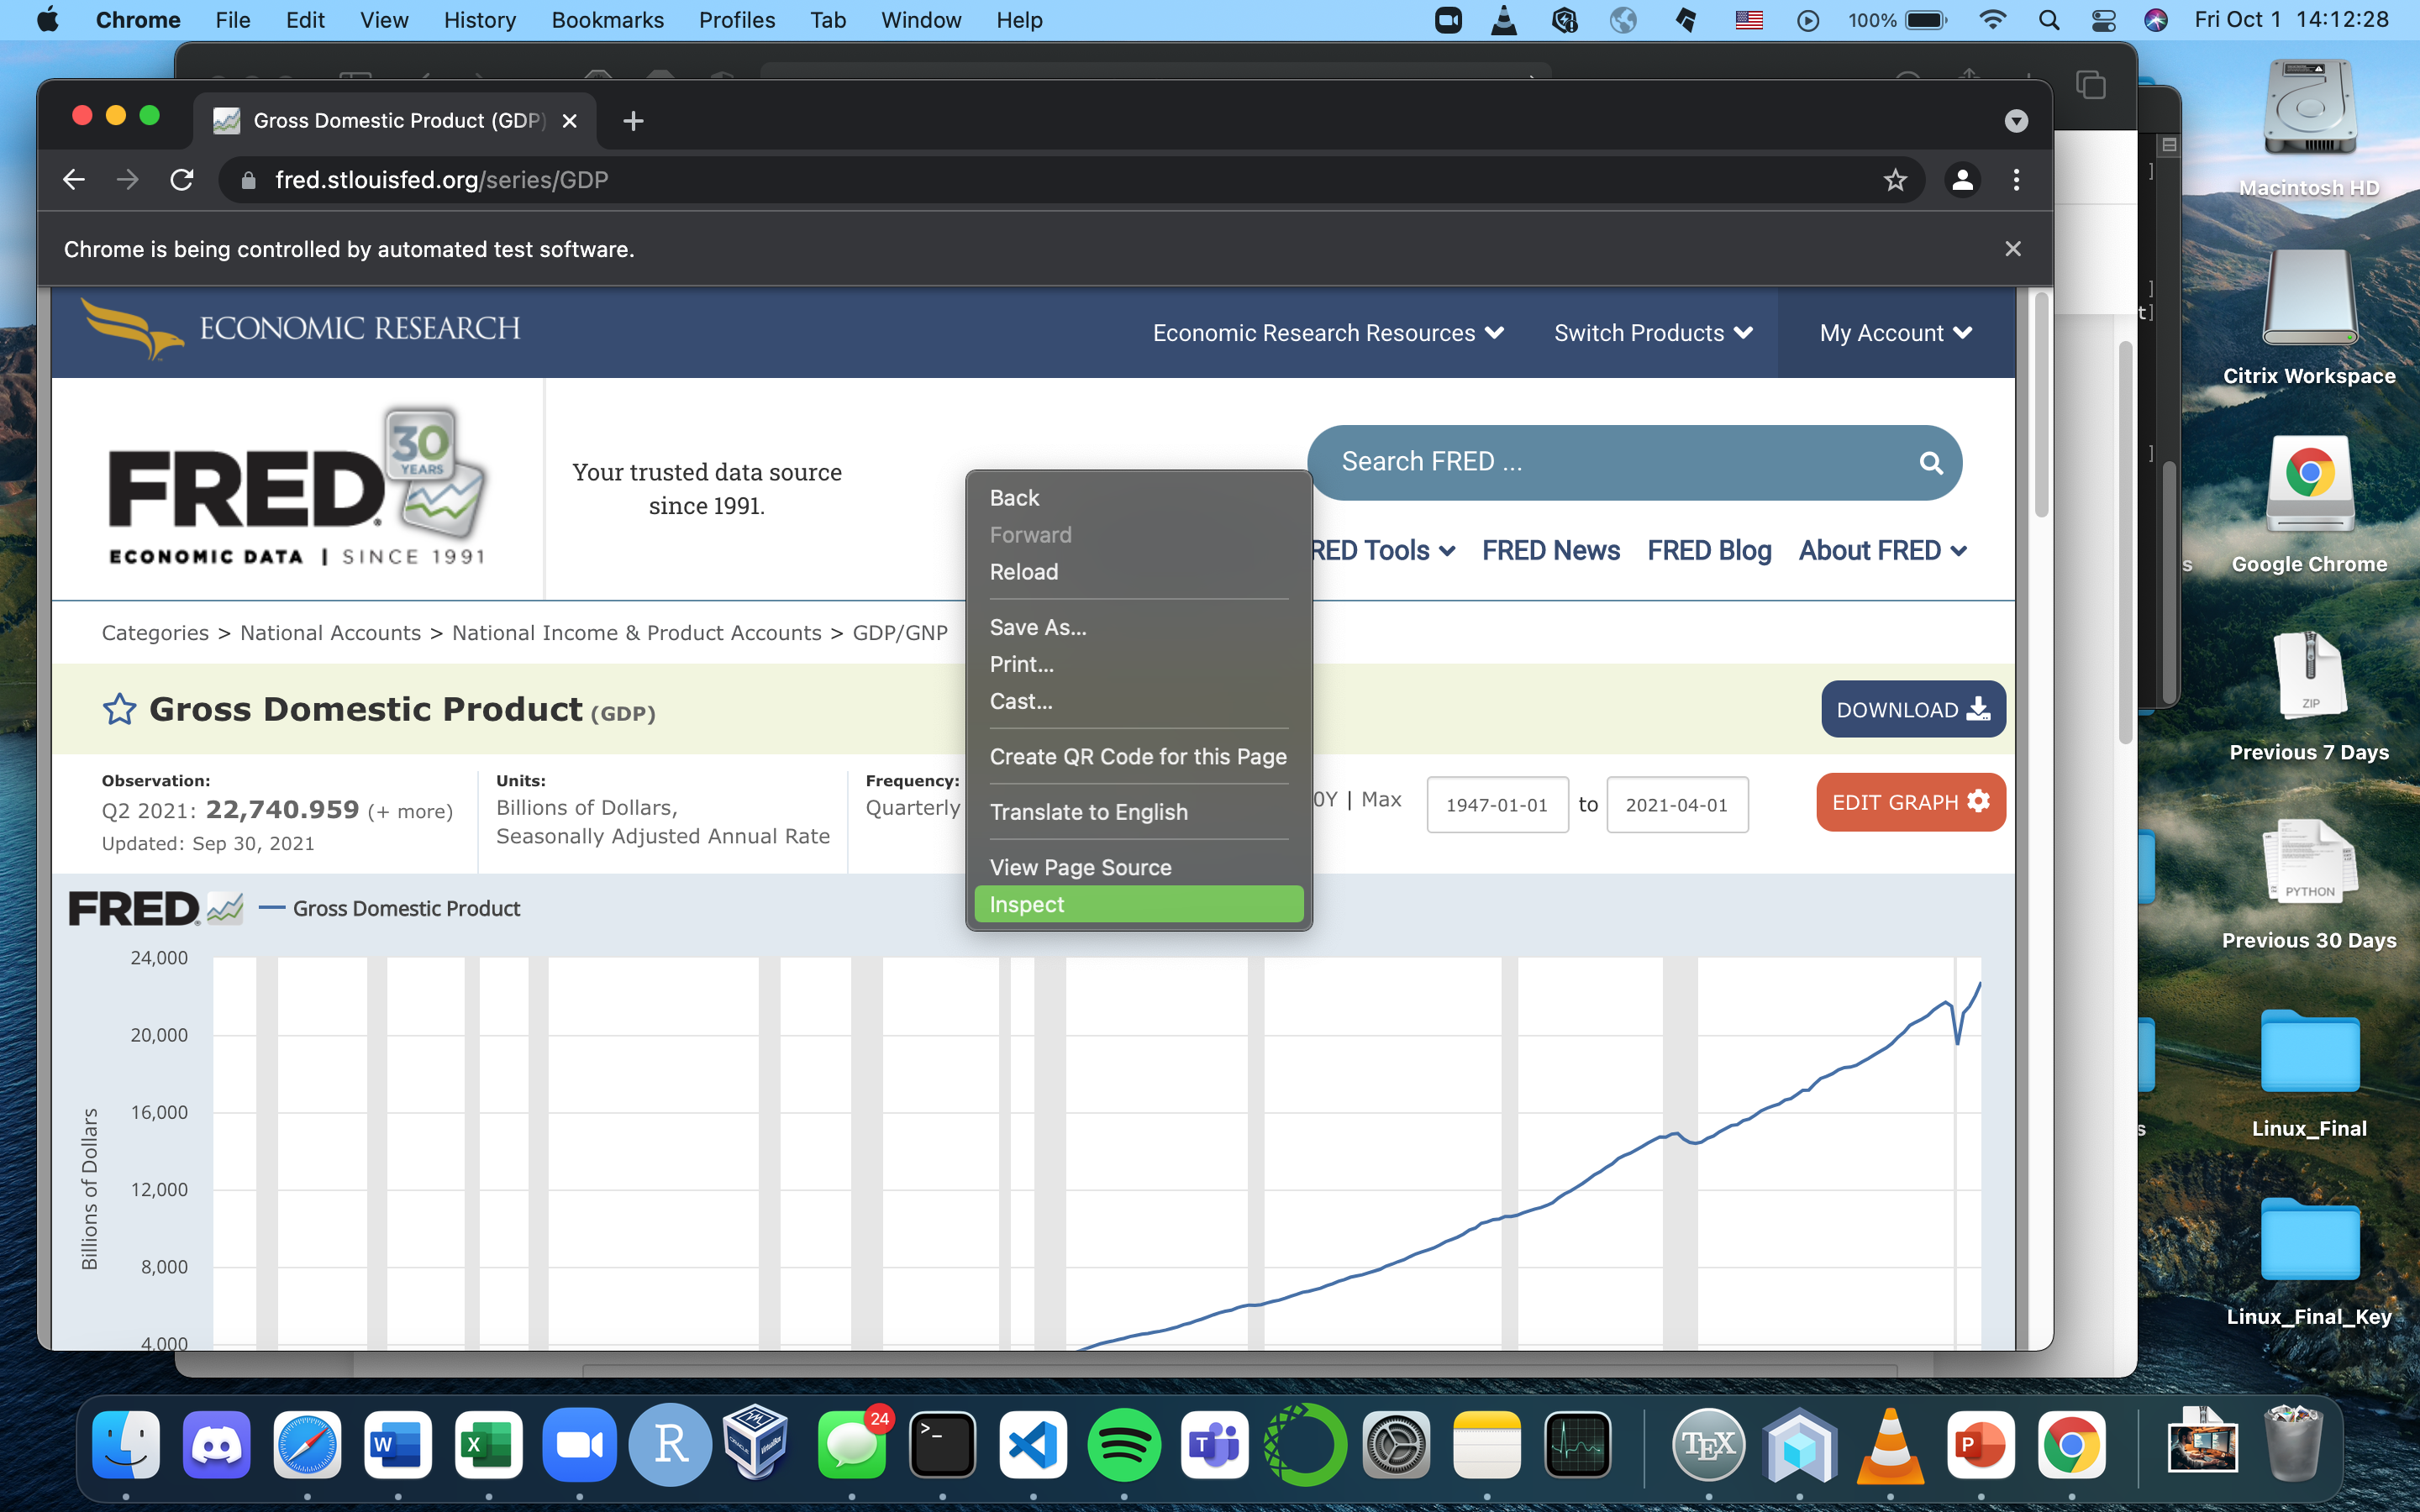 Chrome File Edit View History Bookmarks Profiles Tab Window Help
100% Fri Oct 1 14:12:28
Gross Domestic Product (GDP)
fred.stlouisfed.org/series/GDP
Chrome is being controlled by automated test software.
ECONOMIC RESEARCH
Economic Research Resources Switch Products My Account
FRED
30 YEARS
ECONOMIC DATA | SINCE 1991
Your trusted data source
since 1991.
Search FRED ...
RED Tools FRED News FRED Blog About FRED
Categories > National Accounts > National Income & Product Accounts > GDP/GNP
Gross Domestic Product (GDP)
DOWNLOAD
Observation:
Q2 2021: 22,740.959 (+ more)
Updated: Sep 30, 2021
Units:
Billions of Dollars,
Seasonally Adjusted Annual Rate
Frequency:
Quarterly
0Y | Max
1947-01-01 to 2021-04-01
EDIT GRAPH
Back
Forward
Reload
Save As...
Print...
Cast...
Create QR Code for this Page
Translate to English
View Page Source
Inspect
FRED Gross Domestic Product
24,000
20,000
16,000
12,000
8,000
4,000
Billions of Dollars
Macintosh HD
Citrix Workspace
Google Chrome
ZIP
Previous 7 Days
PYTHON
Previous 30 Days
Linux_Final
Linux_Final_Key
24
W
X
R
>_
T
TEX
P